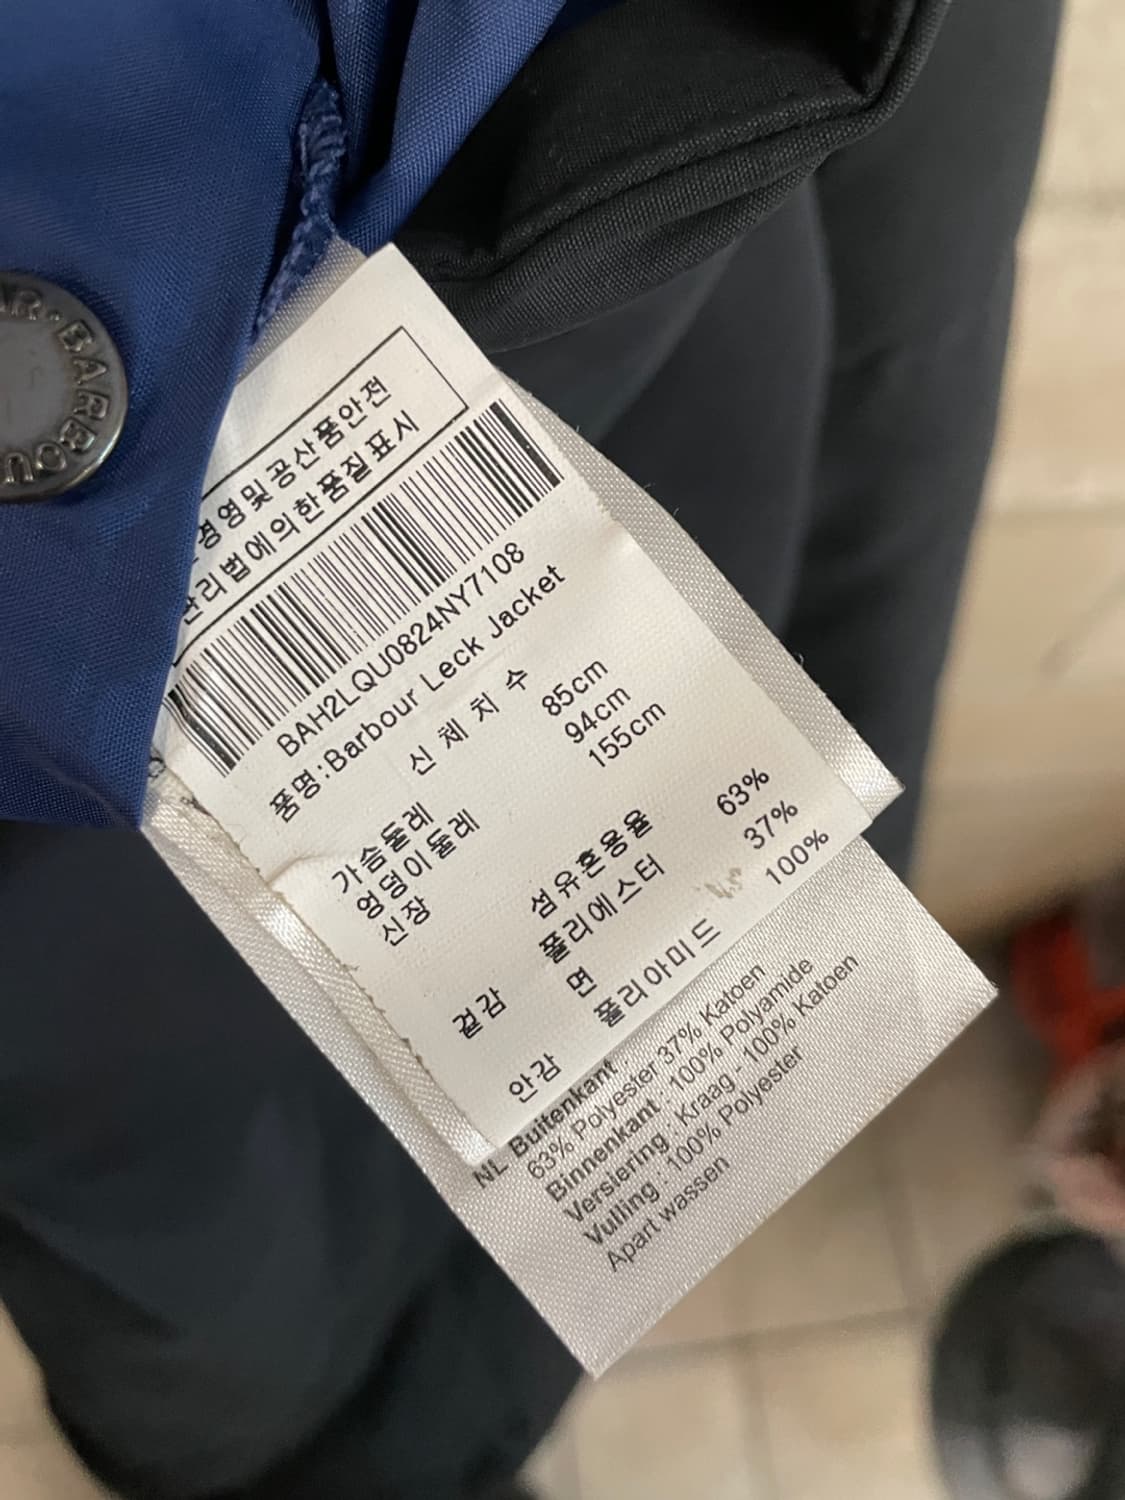 BARBOU
경영및공산품안전
관리법에의한품질표시
BAH2LQU0824NY7108
품명:Barbour Leck Jacket
신 체 치 수
가슴둘레 85cm
엉덩이둘레 94cm
신장 155cm
섬유혼용율
겉감 폴리에스터 63%
면 37%
안감 폴리아미드 100%
NL Buitenkant :
63% Polyester 37% Katoen
Binnenkant : 100% Polyamide
Versiering : Kraag - 100% Katoen
Vulling : 100% Polyester
Apart wassen